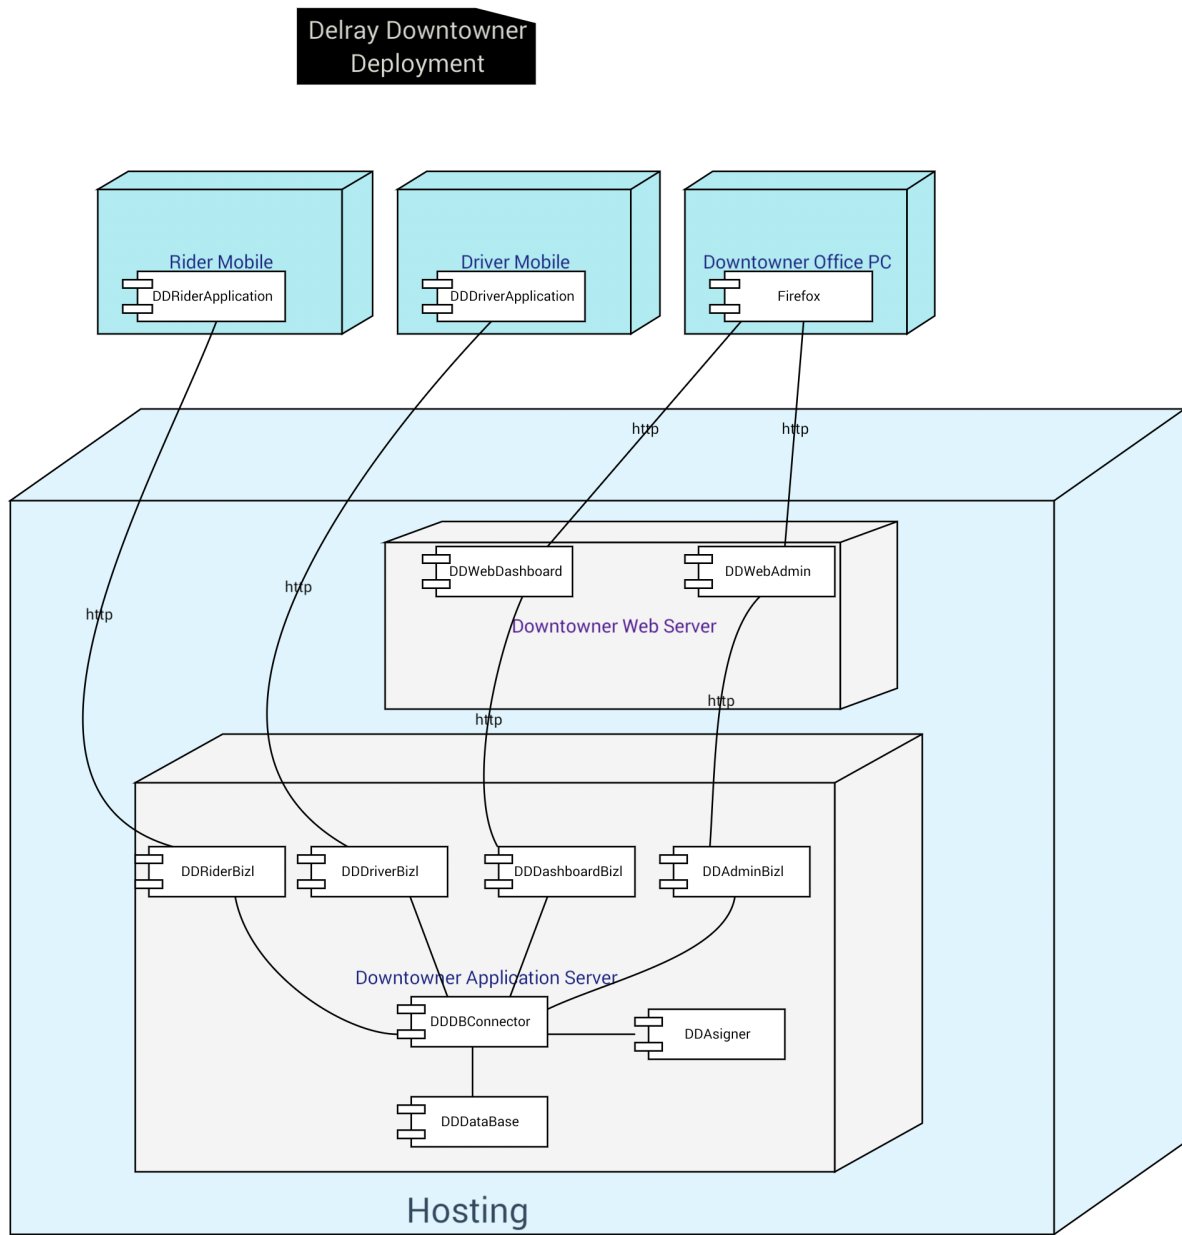 Delray Downtowner
Deployment
Rider Mobile
Driver Mobile
Downtowner Office PC
DDRiderApplication
DDDriverApplication
Firefox
http
http
DDWebDashboard
DDWebAdmin
http
http
Downtowner Web Server
http
http
DDRiderBizl
DDDriverBizl
DDDashboardBizl
DDAdminBizl
Downtowner Application Server
DDDBConnector
DDAsigner
DDDataBase
Hosting